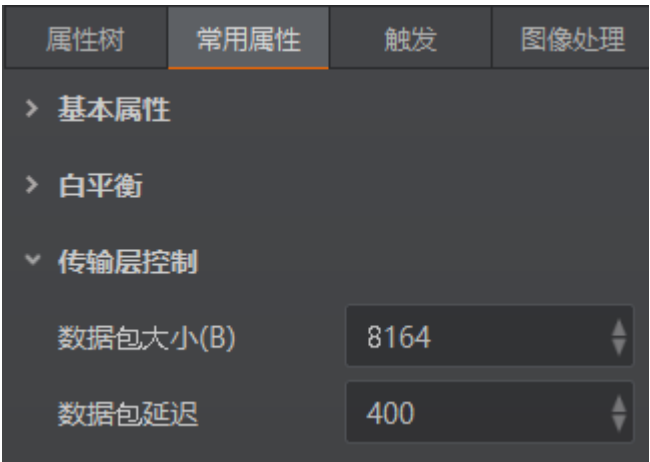 属性树 常用属性 触发 图像处理
基本属性
白平衡
传输层控制
数据包大小(B) 8164
数据包延迟 400